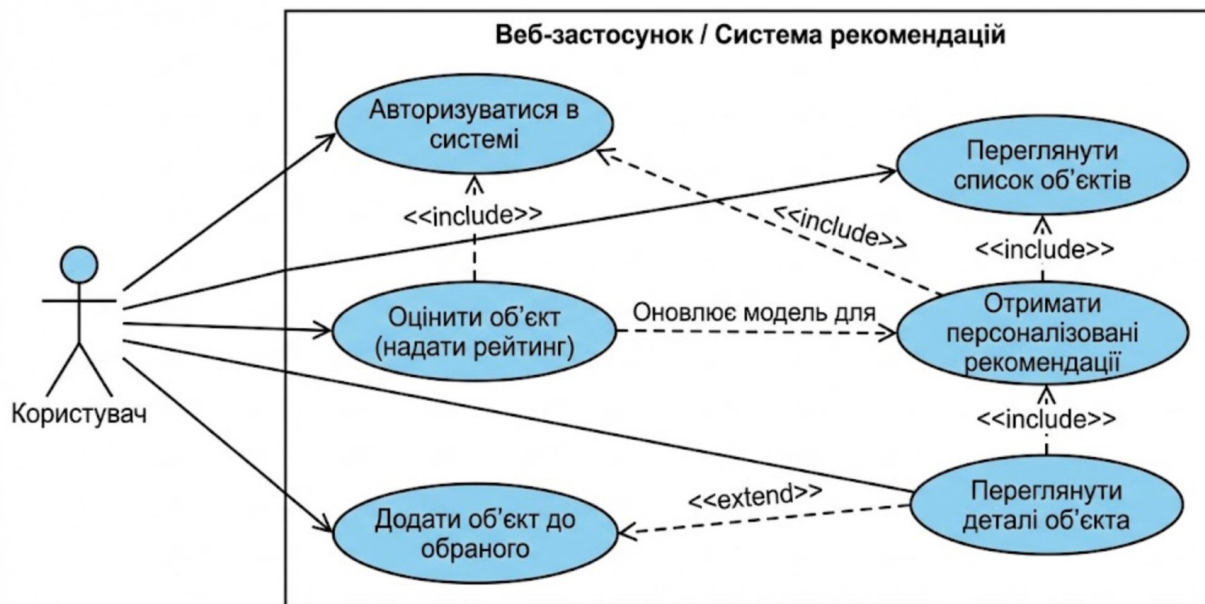 Веб-застосунок / Система рекомендацій
Авторизуватися в
системі
Переглянути
список об’єктів
<<include>>
<<include>>
<<include>>
Оцінити об’єкт
(надати рейтинг)
Оновлює модель для
Отримати
персоналізовані
рекомендації
Користувач
<<include>>
<<extend>>
Додати об’єкт до
обраного
Переглянути
деталі об’єкта